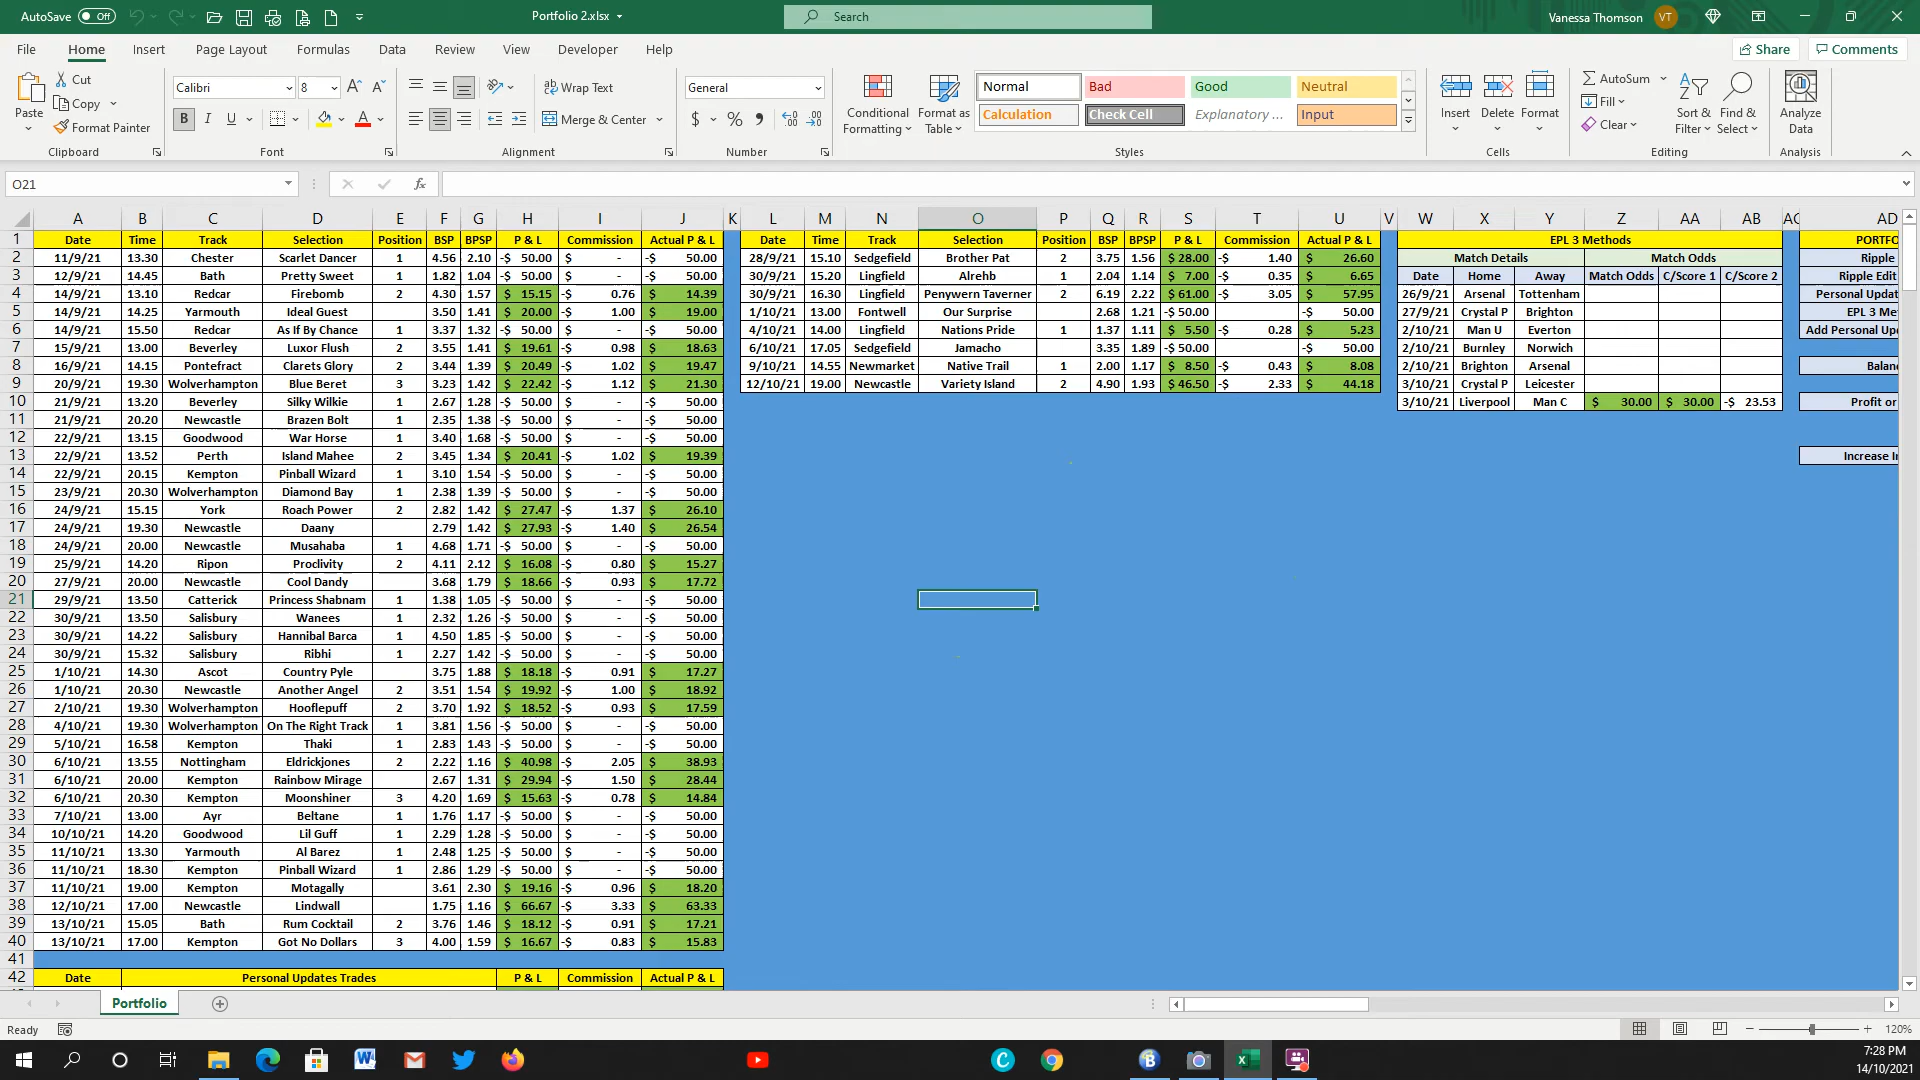 AutoSave Off Portfolio 2.xlsx Search Vanessa Thomson VT
File Home Insert Page Layout Formulas Data Review View Developer Help Share Comments
Paste Cut Copy Format Painter Clipboard
Calibri 8 B I U Font
Wrap Text Merge & Center Alignment
General $ % Number
Conditional Formatting Format as Table
Normal Bad Good Neutral
Calculation Check Cell Explanatory ... Input
Styles
Insert Delete Format Cells
AutoSum Fill Clear Sort & Filter Find & Select Editing
Analyze Data Analysis
O21 fx
A B C D E F G H I J K L M N O P Q R S T U V W X Y Z AA AB AC AD
1 Date Time Track Selection Position BSP BPSP P & L Commission Actual P & L Date Time Track Selection Position BSP BPSP P & L Commission Actual P & L EPL 3 Methods PORTFC
2 11/9/21 13.30 Chester Scarlet Dancer 1 4.56 2.10 -$ 50.00 $ - -$ 50.00 28/9/21 15.10 Sedgefield Brother Pat 2 3.75 1.56 $ 28.00 -$ 1.40 $ 26.60 Match Details Match Odds Ripple
3 12/9/21 14.45 Bath Pretty Sweet 1 1.82 1.04 -$ 50.00 $ - -$ 50.00 30/9/21 15.20 Lingfield Alrehb 1 2.04 1.14 $ 7.00 -$ 0.35 $ 6.65 Date Home Away Match Odds C/Score 1 C/Score 2 Ripple Edit
4 14/9/21 13.10 Redcar Firebomb 2 4.30 1.57 $ 15.15 -$ 0.76 $ 14.39 30/9/21 16.30 Lingfield Penywern Taverner 2 6.19 2.22 $ 61.00 -$ 3.05 $ 57.95 26/9/21 Arsenal Tottenham Personal Updat
5 14/9/21 14.25 Yarmouth Ideal Guest 3.50 1.41 $ 20.00 -$ 1.00 $ 19.00 1/10/21 13.00 Fontwell Our Surprise 2.68 1.21 -$ 50.00 -$ 50.00 27/9/21 Crystal P Brighton EPL 3 Me
6 14/9/21 15.50 Redcar As If By Chance 1 3.37 1.32 -$ 50.00 $ - -$ 50.00 4/10/21 14.00 Lingfield Nations Pride 1 1.37 1.11 $ 5.50 -$ 0.28 $ 5.23 2/10/21 Man U Everton Add Personal Up
7 15/9/21 13.00 Beverley Luxor Flush 2 3.55 1.41 $ 19.61 -$ 0.98 $ 18.63 6/10/21 17.05 Sedgefield Jamacho 3.35 1.89 -$ 50.00 -$ 50.00 2/10/21 Burnley Norwich
8 16/9/21 14.15 Pontefract Clarets Glory 2 3.44 1.39 $ 20.49 -$ 1.02 $ 19.47 9/10/21 14.55 Newmarket Native Trail 1 2.00 1.17 $ 8.50 -$ 0.43 $ 8.08 2/10/21 Brighton Arsenal Balan
9 20/9/21 19.30 Wolverhampton Blue Beret 3 3.23 1.42 $ 22.42 -$ 1.12 $ 21.30 12/10/21 19.00 Newcastle Variety Island 2 4.90 1.93 $ 46.50 -$ 2.33 $ 44.18 3/10/21 Crystal P Leicester
10 21/9/21 13.20 Beverley Silky Wilkie 1 2.67 1.28 -$ 50.00 $ - -$ 50.00 3/10/21 Liverpool Man C $ 30.00 $ 30.00 -$ 23.53 Profit or
11 21/9/21 20.20 Newcastle Brazen Bolt 1 2.35 1.38 -$ 50.00 $ - -$ 50.00
12 22/9/21 13.15 Goodwood War Horse 1 3.40 1.68 -$ 50.00 $ - -$ 50.00
13 22/9/21 13.52 Perth Island Mahee 2 3.45 1.34 $ 20.41 -$ 1.02 $ 19.39 Increase I
14 22/9/21 20.15 Kempton Pinball Wizard 1 3.10 1.54 -$ 50.00 $ - -$ 50.00
15 23/9/21 20.30 Wolverhampton Diamond Bay 1 2.38 1.39 -$ 50.00 $ - -$ 50.00
16 24/9/21 15.15 York Roach Power 2 2.82 1.42 $ 27.47 -$ 1.37 $ 26.10
17 24/9/21 19.30 Newcastle Daany 2.79 1.42 $ 27.93 -$ 1.40 $ 26.54
18 24/9/21 20.00 Newcastle Musahaba 1 4.68 1.71 -$ 50.00 $ - -$ 50.00
19 25/9/21 14.20 Ripon Proclivity 2 4.11 2.12 $ 16.08 -$ 0.80 $ 15.27
20 27/9/21 20.00 Newcastle Cool Dandy 3.68 1.79 $ 18.66 -$ 0.93 $ 17.72
21 29/9/21 13.50 Catterick Princess Shabnam 1 1.38 1.05 -$ 50.00 $ - -$ 50.00
22 30/9/21 13.50 Salisbury Wanees 1 2.32 1.26 -$ 50.00 $ - -$ 50.00
23 30/9/21 14.22 Salisbury Hannibal Barca 1 4.50 1.85 -$ 50.00 $ - -$ 50.00
24 30/9/21 15.32 Salisbury Ribhi 1 2.27 1.42 -$ 50.00 $ - -$ 50.00
25 1/10/21 14.30 Ascot Country Pyle 3.75 1.88 $ 18.18 -$ 0.91 $ 17.27
26 1/10/21 20.30 Newcastle Another Angel 2 3.51 1.54 $ 19.92 -$ 1.00 $ 18.92
27 2/10/21 19.30 Wolverhampton Hooflepuff 2 3.70 1.92 $ 18.52 -$ 0.93 $ 17.59
28 4/10/21 19.30 Wolverhampton On The Right Track 1 3.81 1.56 -$ 50.00 $ - -$ 50.00
29 5/10/21 16.58 Kempton Thaki 1 2.83 1.43 -$ 50.00 $ - -$ 50.00
30 6/10/21 13.55 Nottingham Eldrickjones 2 2.22 1.16 $ 40.98 -$ 2.05 $ 38.93
31 6/10/21 20.00 Kempton Rainbow Mirage 2.67 1.31 $ 29.94 -$ 1.50 $ 28.44
32 6/10/21 20.30 Kempton Moonshiner 3 4.20 1.69 $ 15.63 -$ 0.78 $ 14.84
33 7/10/21 13.00 Ayr Beltane 1 1.76 1.17 -$ 50.00 $ - -$ 50.00
34 10/10/21 14.20 Goodwood Lil Guff 1 2.29 1.28 -$ 50.00 $ - -$ 50.00
35 11/10/21 13.30 Yarmouth Al Barez 1 2.48 1.25 -$ 50.00 $ - -$ 50.00
36 11/10/21 18.30 Kempton Pinball Wizard 1 2.86 1.29 -$ 50.00 $ - -$ 50.00
37 11/10/21 19.00 Kempton Motagally 3.61 2.30 $ 19.16 -$ 0.96 $ 18.20
38 12/10/21 17.00 Newcastle Lindwall 1.75 1.16 $ 66.67 -$ 3.33 $ 63.33
39 13/10/21 15.05 Bath Rum Cocktail 2 3.76 1.46 $ 18.12 -$ 0.91 $ 17.21
40 13/10/21 17.00 Kempton Got No Dollars 3 4.00 1.59 $ 16.67 -$ 0.83 $ 15.83
41
42 Date Personal Updates Trades P & L Commission Actual P & L
Portfolio
Ready 120%
7:28 PM
14/10/2021